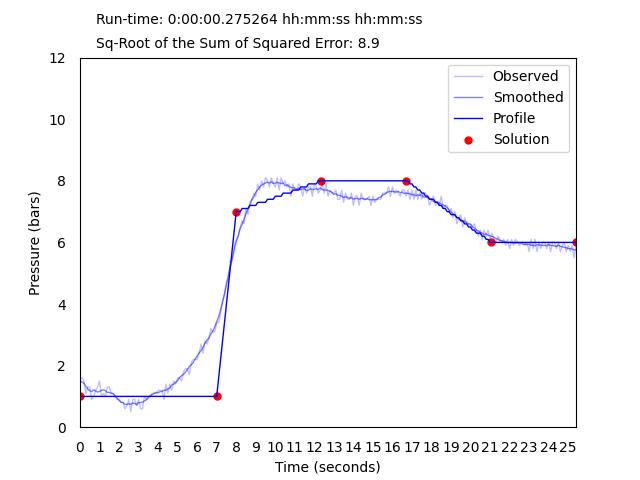 Run-time: 0:00:00.275264 hh:mm:ss hh:mm:ss
Sq-Root of the Sum of Squared Error: 8.9
12
10
8
6
4
2
0
Pressure (bars)
Observed
Smoothed
Profile
Solution
0 1 2 3 4 5 6 7 8 9 10 11 12 13 14 15 16 17 18 19 20 21 22 23 24 25
Time (seconds)